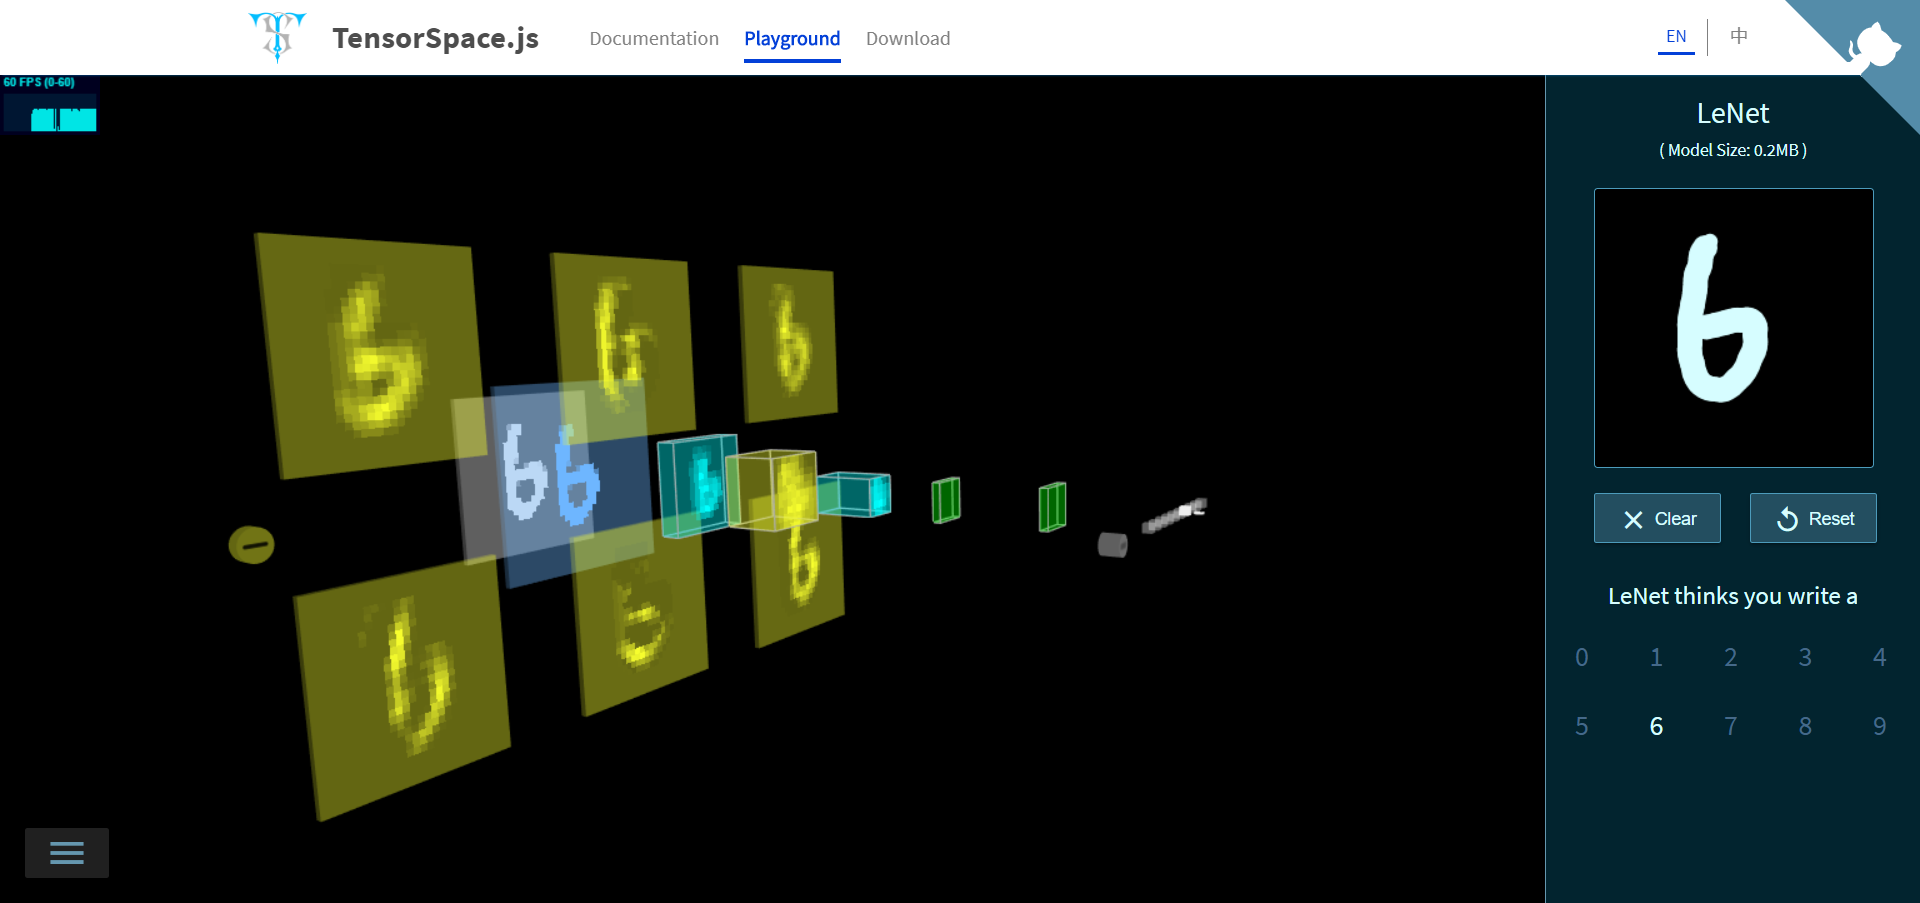 TensorSpace.js
Documentation
Playground
Download
EN
中
60 FPS (0-60)
LeNet
( Model Size: 0.2MB )
6
Clear
Reset
LeNet thinks you write a
0 1 2 3 4
5 6 7 8 9